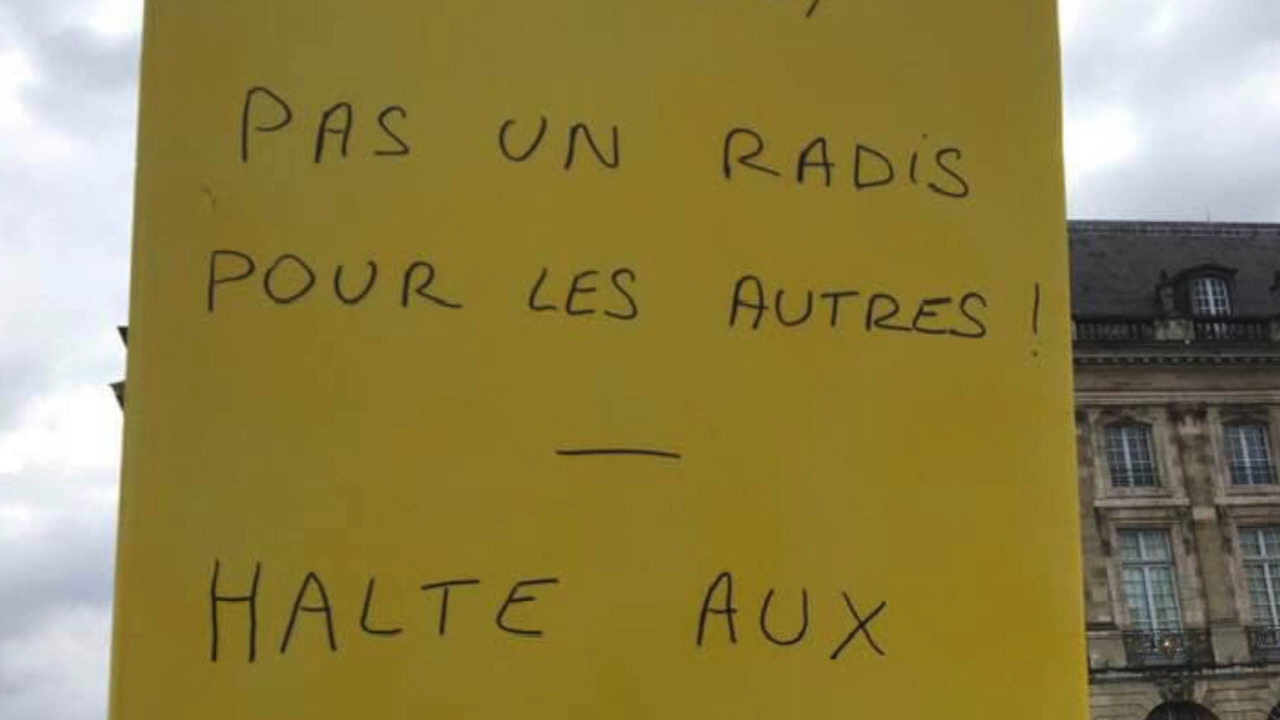 PAS UN RADIS
POUR LES AUTRES !
—
HALTE AUX